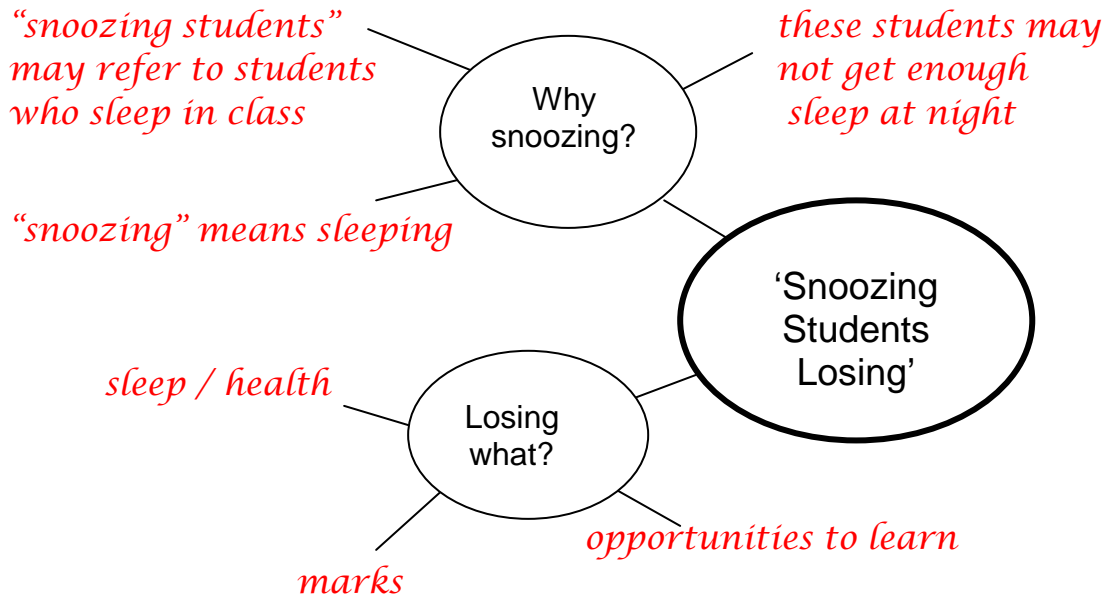 “snoozing students”
may refer to students
who sleep in class
these students may
not get enough
sleep at night
Why
snoozing?
“snoozing” means sleeping
‘Snoozing
Students
Losing’
sleep / health
Losing
what?
opportunities to learn
marks